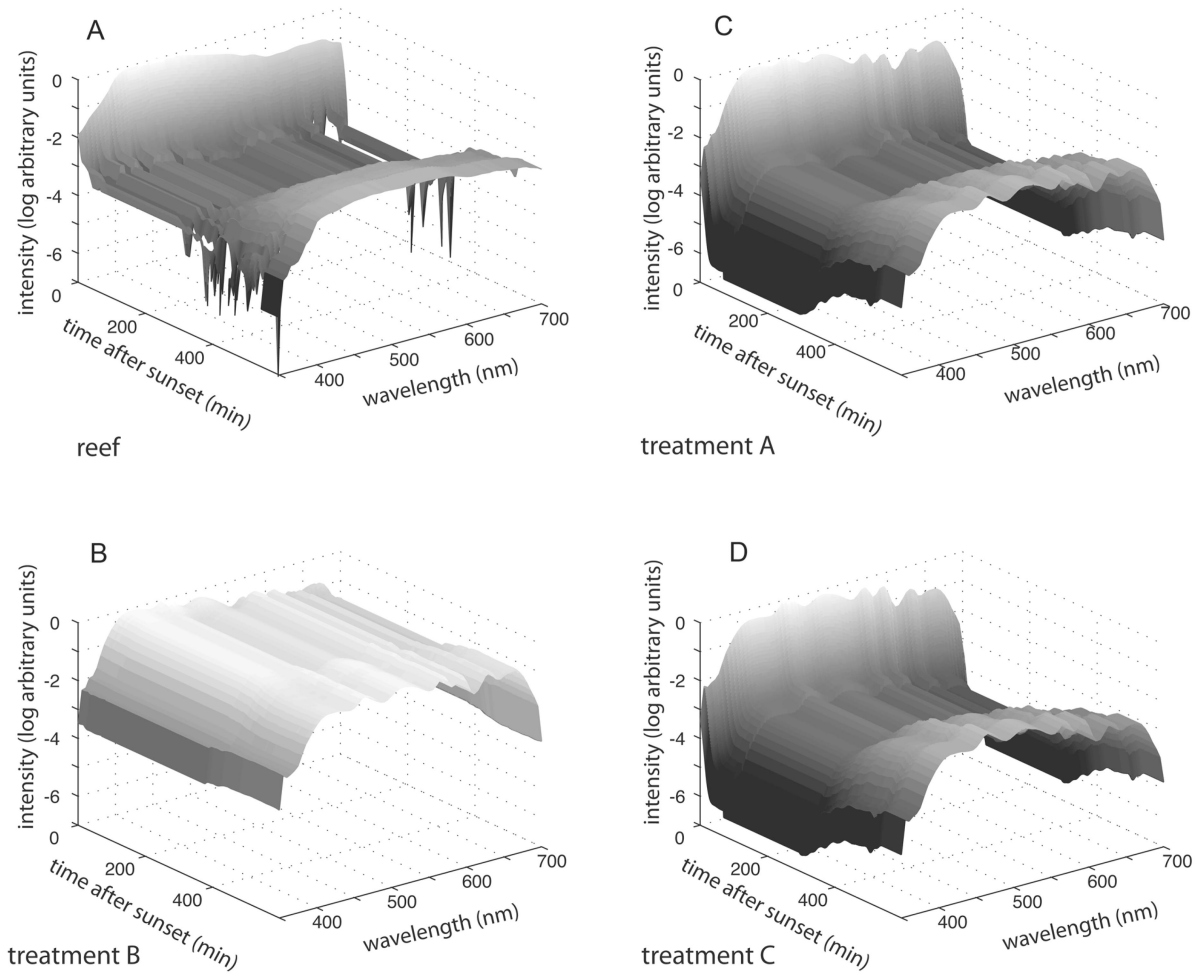 A
intensity (log arbitrary units)
0
-2
-4
-6
0
200
400
time after sunset (min)
400
500
600
700
wavelength (nm)
reef
C
intensity (log arbitrary units)
0
-2
-4
-6
0
200
400
time after sunset (min)
400
500
600
700
wavelength (nm)
treatment A
B
intensity (log arbitrary units)
0
-2
-4
-6
0
200
400
time after sunset (min)
400
500
600
700
wavelength (nm)
treatment B
D
intensity (log arbitrary units)
0
-2
-4
-6
0
200
400
time after sunset (min)
400
500
600
700
wavelength (nm)
treatment C